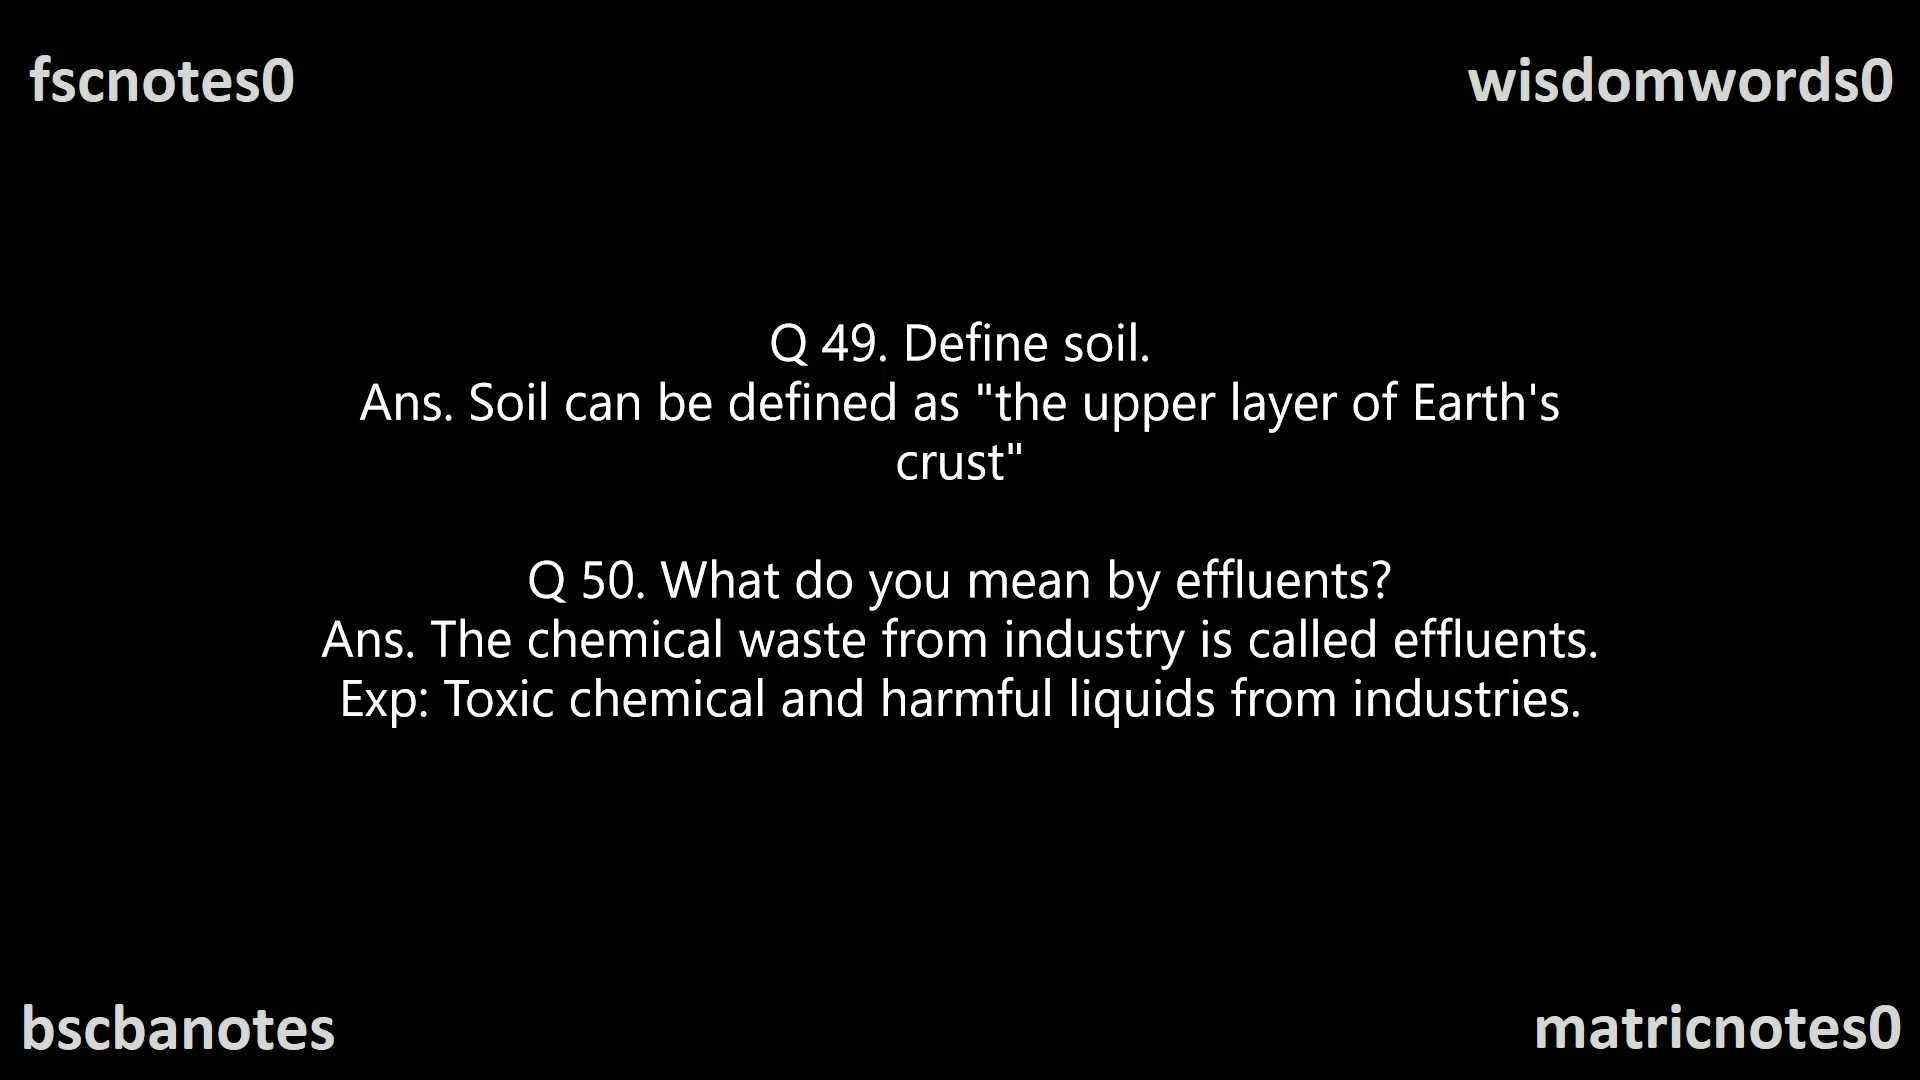 fscnotes0
wisdomwords0
Q 49. Define soil.
Ans. Soil can be defined as "the upper layer of Earth's
crust"
Q 50. What do you mean by effluents?
Ans. The chemical waste from industry is called effluents.
Exp: Toxic chemical and harmful liquids from industries.
bscbanotes
matricnotes0